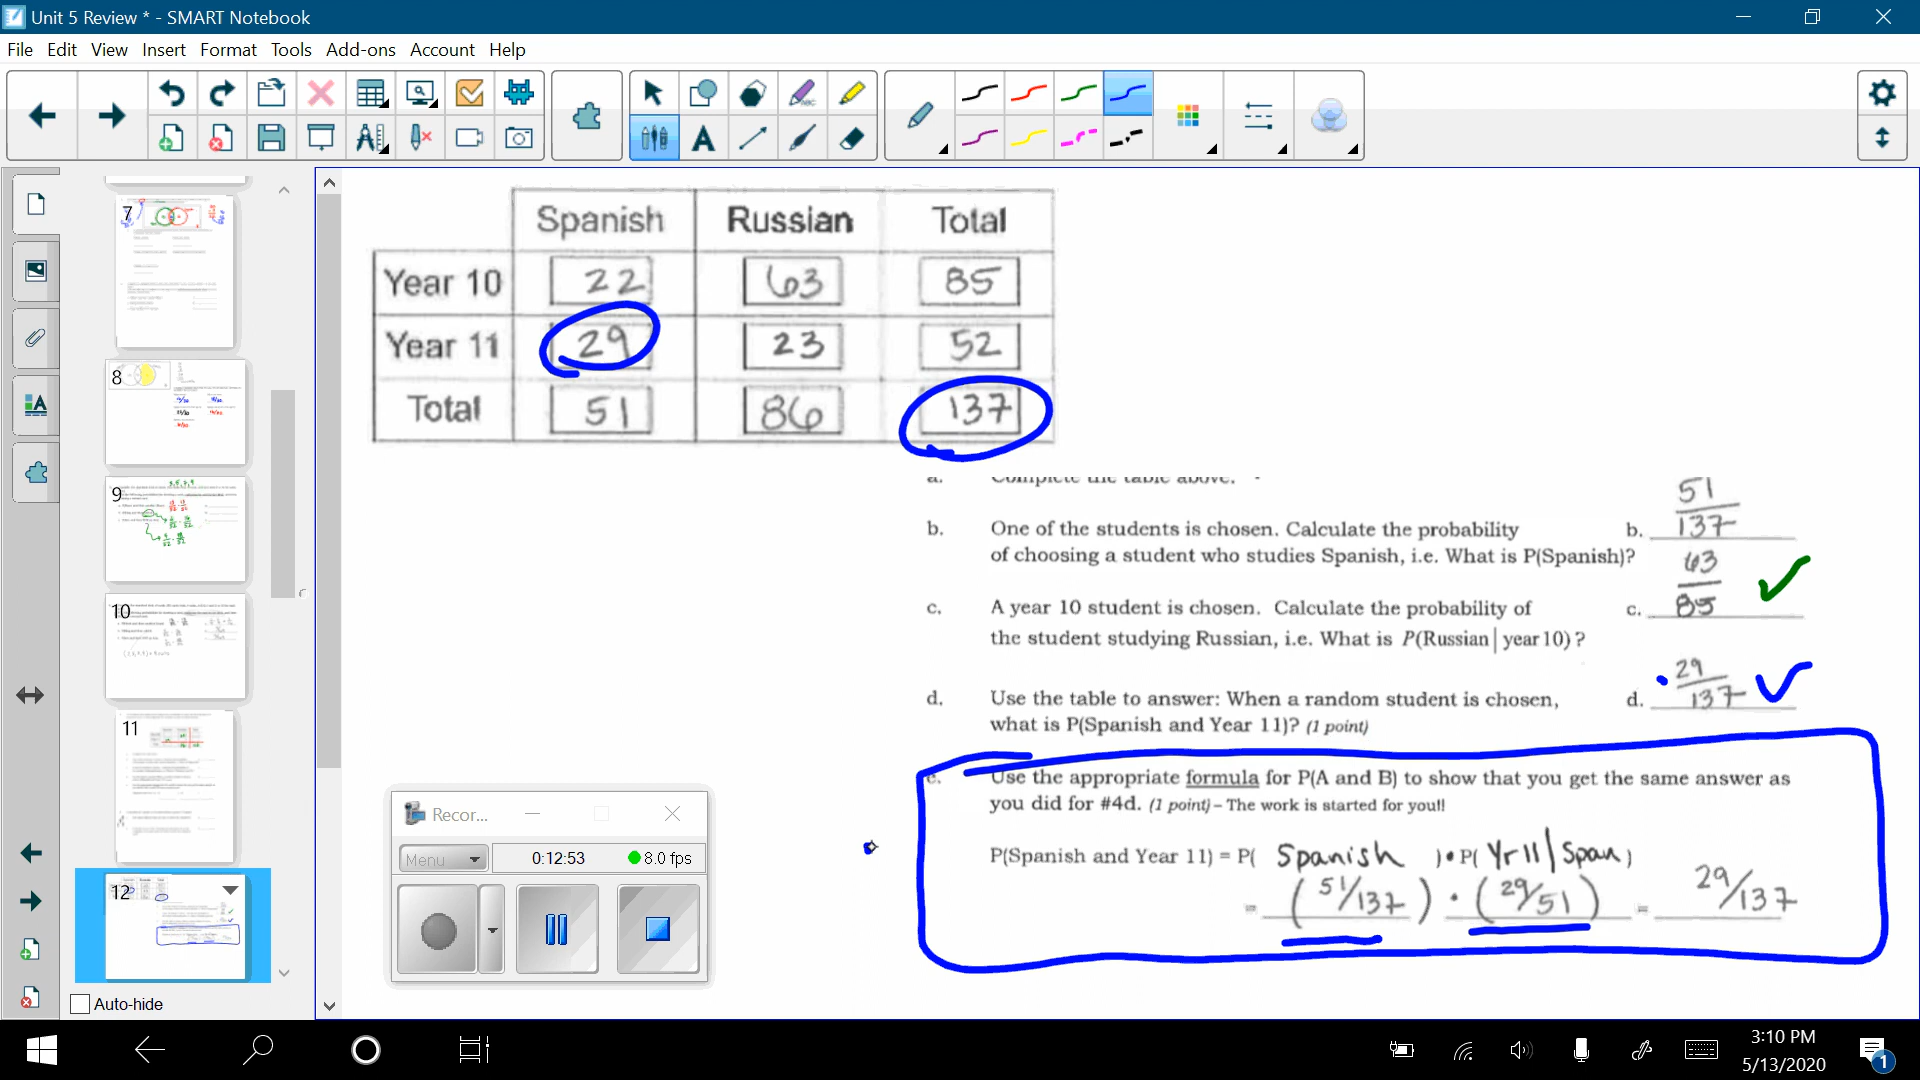 Unit 5 Review * - SMART Notebook
File Edit View Insert Format Tools Add-ons Account Help
Spanish Russian Total
Year 10 22 63 85
Year 11 29 23 52
Total 51 86 137
a. Complete the table above.
b. One of the students is chosen. Calculate the probability
of choosing a student who studies Spanish, i.e. What is P(Spanish)?
b. 51/137
c. A year 10 student is chosen. Calculate the probability of
the student studying Russian, i.e. What is P(Russian | year 10) ?
c. 63/85
d. Use the table to answer: When a random student is chosen,
what is P(Spanish and Year 11)? (1 point)
d. 29/137
e. Use the appropriate formula for P(A and B) to show that you get the same answer as
you did for #4d. (1 point) – The work is started for you!!
P(Spanish and Year 11) = P( Spanish ) • P( Yr 11 | Span )
= (51/137) • (29/51) = 29/137
7
8
9
10
11
12
Auto-hide
Recor...
Menu 0:12:53 8.0 fps
3:10 PM
5/13/2020
1